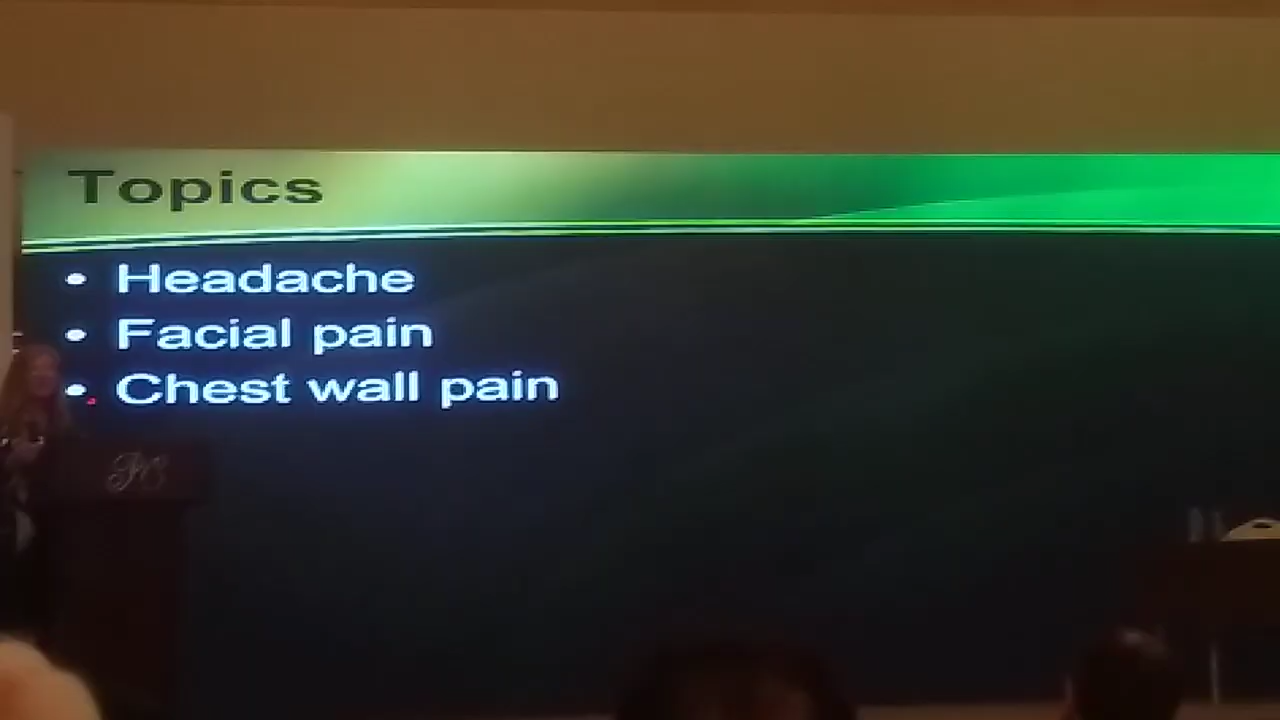 Topics
• Headache
• Facial pain
• Chest wall pain